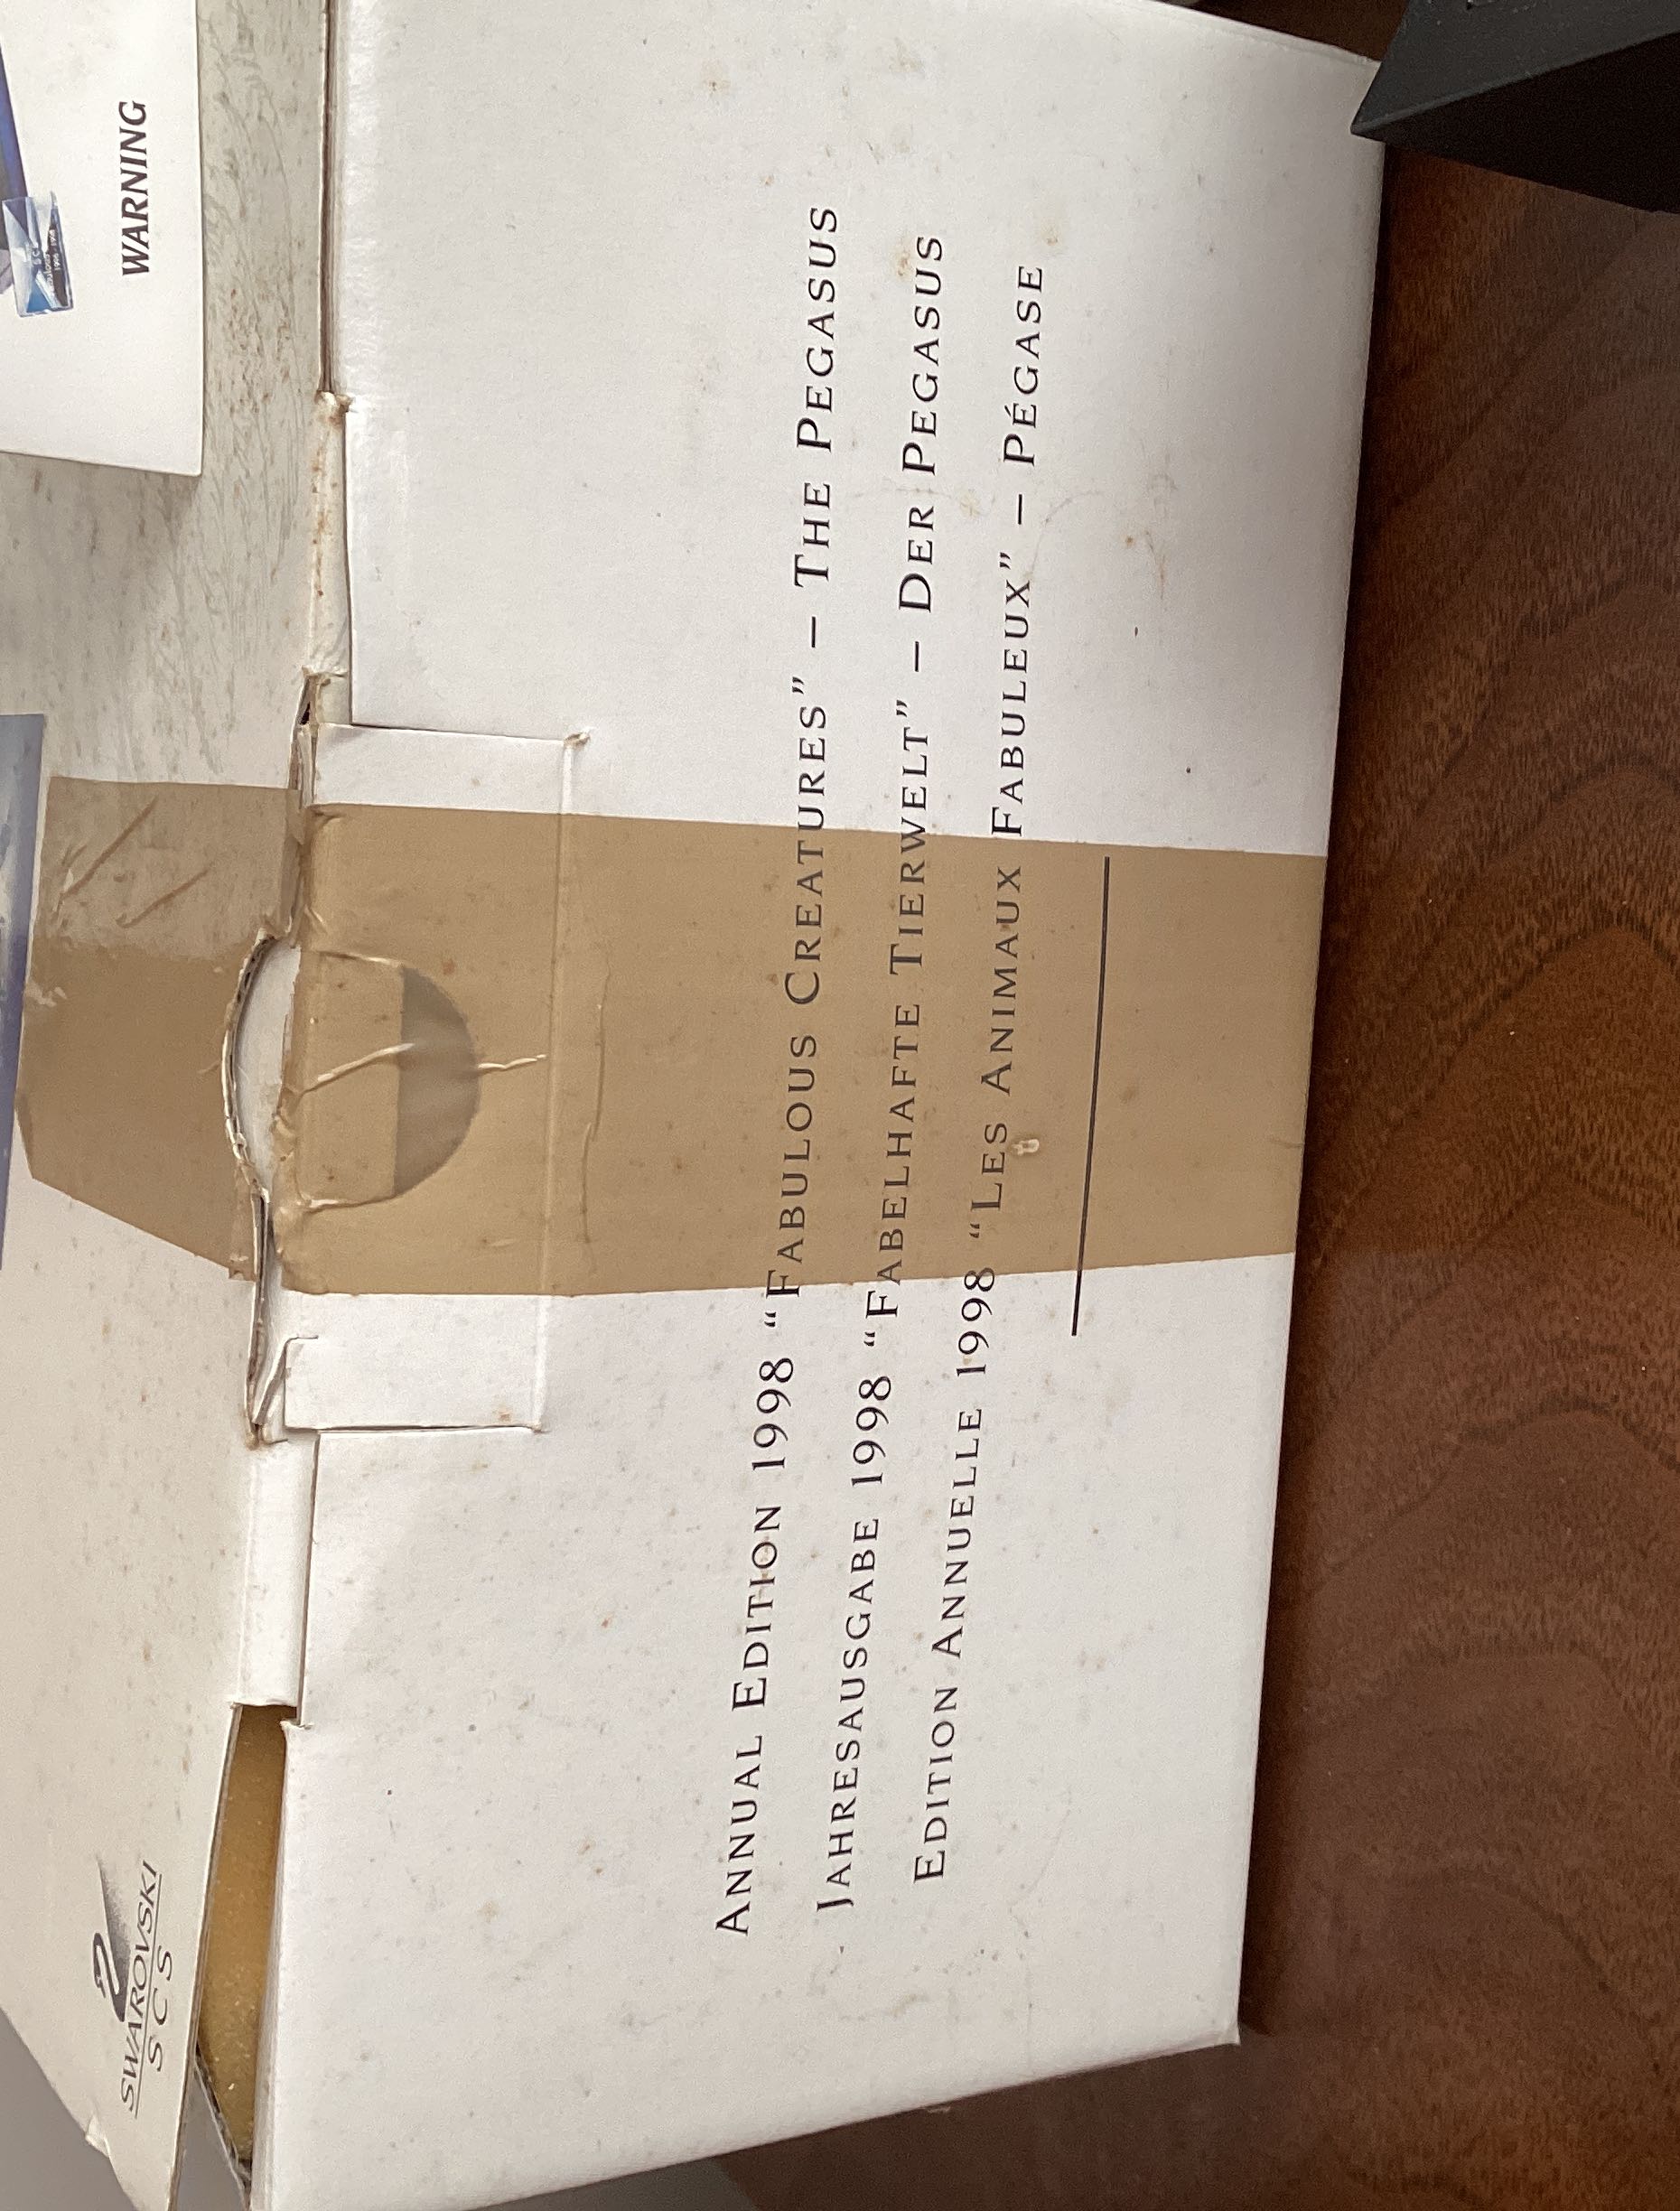 WARNING
SWAROVSKI
S C S
ANNUAL EDITION 1998 “FABULOUS CREATURES” – THE PEGASUS
JAHRESAUSGABE 1998 “FABELHAFTE TIERWELT” – DER PEGASUS
EDITION ANNUELLE 1998 “LES ANIMAUX FABULEUX” – PÉGASE